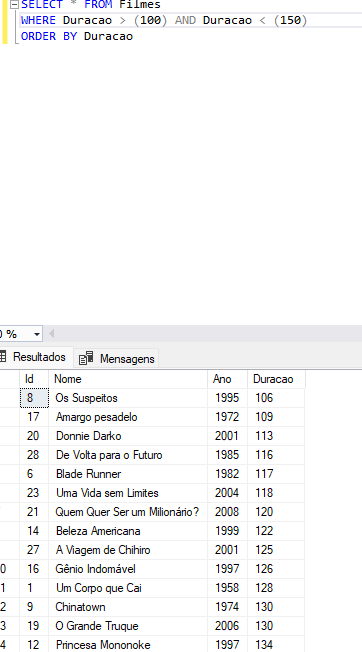 SELECT * FROM Filmes
WHERE Duracao > (100) AND Duracao < (150)
ORDER BY Duracao
0 %
Resultados Mensagens
Id Nome Ano Duracao
8 Os Suspeitos 1995 106
17 Amargo pesadelo 1972 109
20 Donnie Darko 2001 113
28 De Volta para o Futuro 1985 116
6 Blade Runner 1982 117
23 Uma Vida sem Limites 2004 118
21 Quem Quer Ser um Milionário? 2008 120
14 Beleza Americana 1999 122
27 A Viagem de Chihiro 2001 125
0 16 Gênio Indomável 1997 126
1 1 Um Corpo que Cai 1958 128
2 9 Chinatown 1974 130
3 19 O Grande Truque 2006 130
4 12 Princesa Mononoke 1997 134